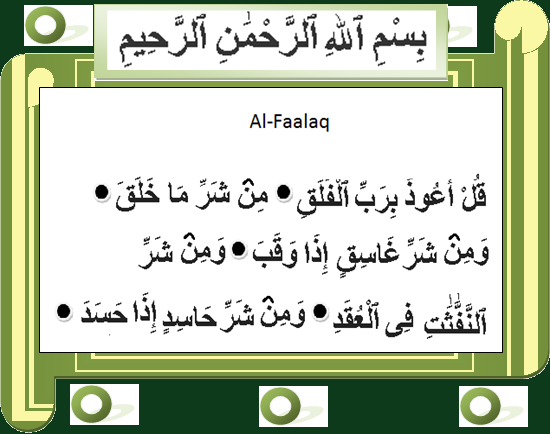 بِسْمِ ٱللَّهِ ٱلرَّحْمَٰنِ ٱلرَّحِيمِ
Al-Faalaq
قُلْ أَعُوذُ بِرَبِّ ٱلْفَلَقِ ● مِنْ شَرِّ مَا خَلَقَ ●
وَمِنْ شَرِّ غَاسِقٍ إِذَا وَقَبَ ● وَمِنْ شَرِّ
ٱلنَّفَّٰثَٰتِ فِى ٱلْعُقَدِ ● وَمِنْ شَرِّ حَاسِدٍ إِذَا حَسَدَ ●